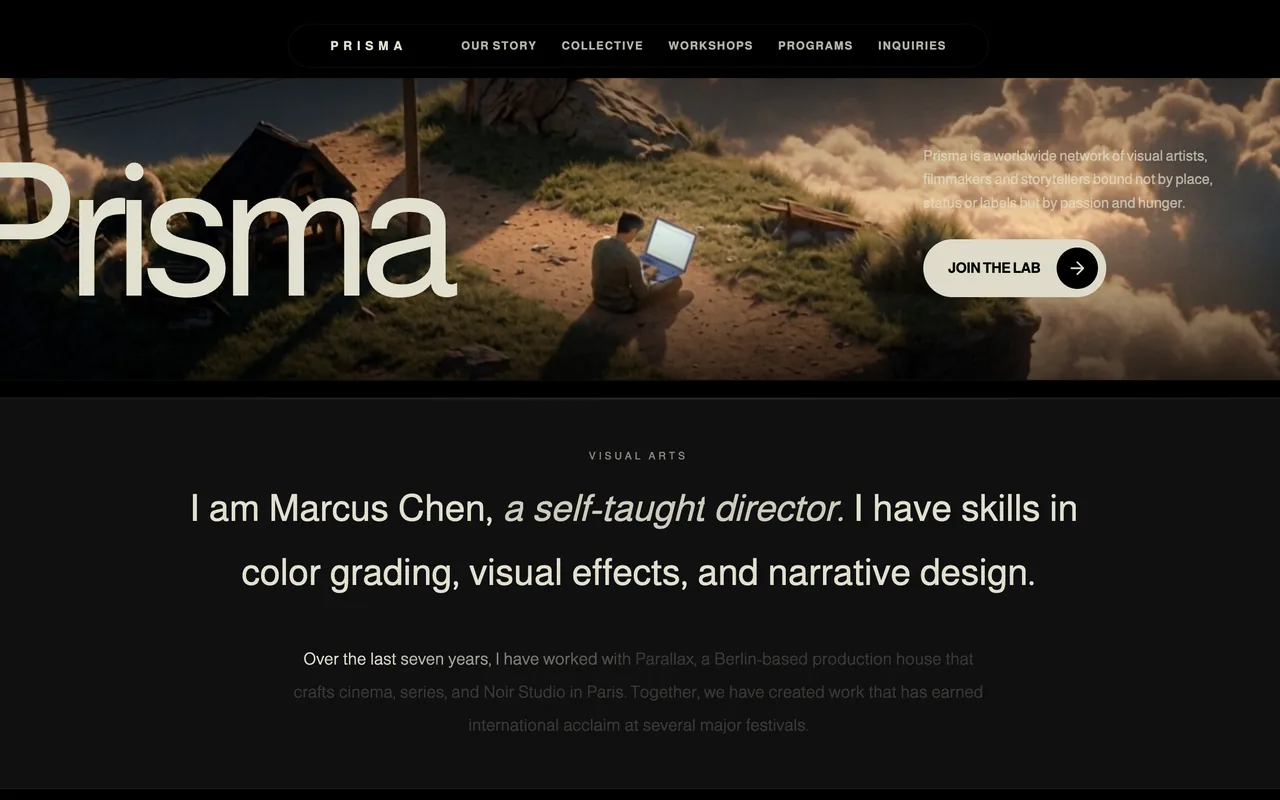 PRISMA
OUR STORY COLLECTIVE WORKSHOPS PROGRAMS INQUIRIES
Prisma
Prisma is a worldwide network of visual artists,
filmmakers and storytellers bound not by place,
status or labels but by passion and hunger.
JOIN THE LAB
VISUAL ARTS
I am Marcus Chen, a self-taught director. I have skills in
color grading, visual effects, and narrative design.
Over the last seven years, I have worked with Parallax, a Berlin-based production house that
crafts cinema, series, and Noir Studio in Paris. Together, we have created work that has earned
international acclaim at several major festivals.